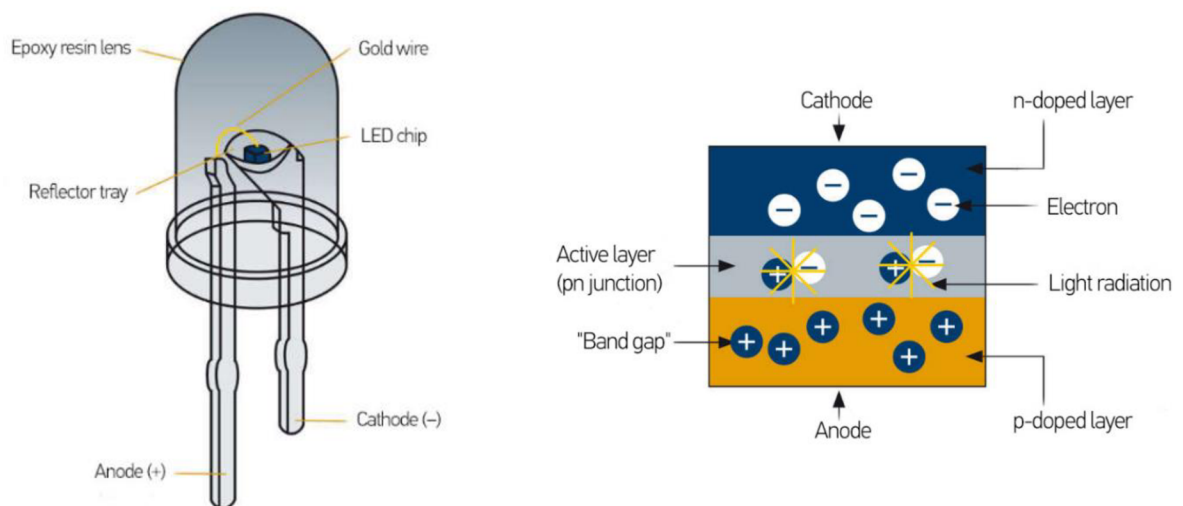 Epoxy resin lens
Gold wire
LED chip
Reflector tray
Cathode (–)
Anode (+)
Cathode
n-doped layer
Electron
Active layer
(pn junction)
Light radiation
"Band gap"
Anode
p-doped layer